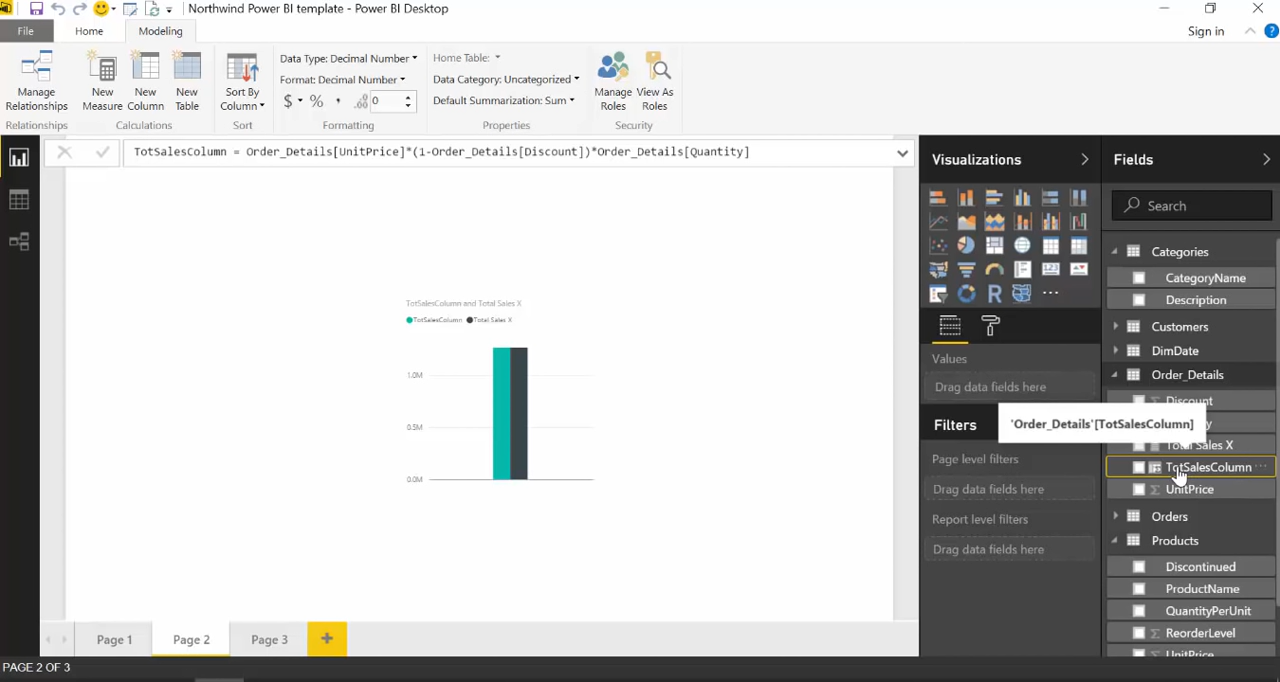 Northwind Power BI template - Power BI Desktop
File
Home
Modeling
Sign in
?
Manage
Relationships
Relationships
New
Measure
New
Column
New
Table
Calculations
Sort By
Column
Sort
Data Type: Decimal Number
Format: Decimal Number
$ % , 0
Formatting
Home Table:
Data Category: Uncategorized
Default Summarization: Sum
Properties
Manage
Roles
View As
Roles
Security
TotSalesColumn = Order_Details[UnitPrice]*(1-Order_Details[Discount])*Order_Details[Quantity]
TotSalesColumn and Total Sales X
TotSalesColumn Total Sales X
1.0M
0.5M
0.0M
Visualizations
R
Values
Drag data fields here
Filters
Page level filters
Drag data fields here
Report level filters
Drag data fields here
Fields
Search
Categories
CategoryName
Description
Customers
DimDate
Order_Details
Discount
'Order_Details'[TotSalesColumn]
Total Sales X
TotSalesColumn
UnitPrice
Orders
Products
Discontinued
ProductName
QuantityPerUnit
ReorderLevel
UnitPrice
Page 1
Page 2
Page 3
+
PAGE 2 OF 3